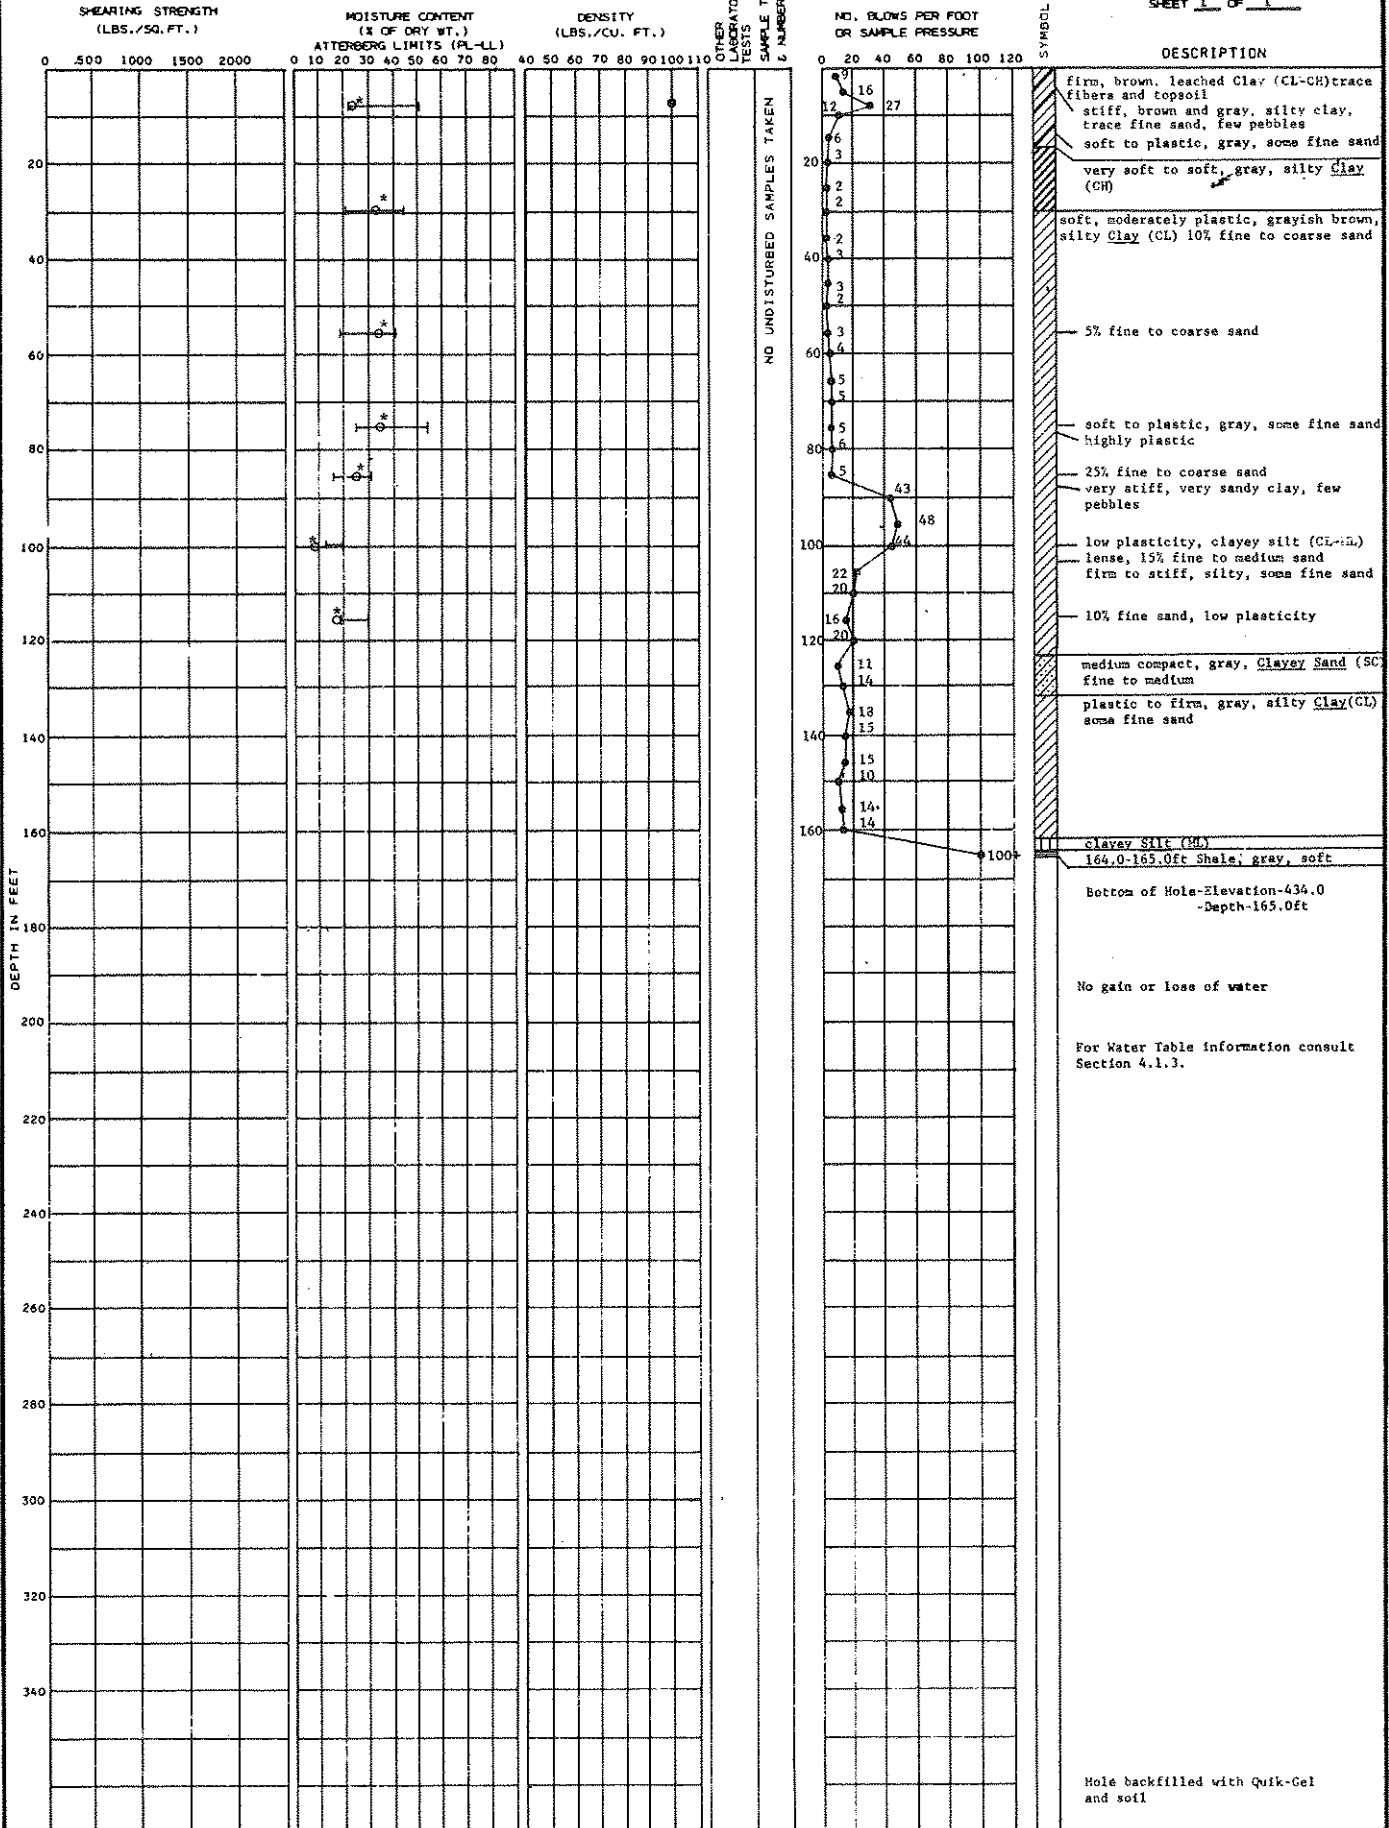 SHEET 1 OF 1
SHEARING STRENGTH
(LBS./SQ.FT.)
0 500 1000 1500 2000
MOISTURE CONTENT
(% OF DRY WT.)
ATTERBERG LIMITS (PL-LL)
0 10 20 30 40 50 60 70 80
DENSITY
(LBS./CU. FT.)
40 50 60 70 80 90 100 110
OTHER
LABORATO
TESTS
SAMPLE T
& NUMBER
NO. BLOWS PER FOOT
OR SAMPLE PRESSURE
0 20 40 60 80 100 120
SYMBOL
DESCRIPTION
DEPTH IN FEET
20
40
60
80
100
120
140
160
180
200
220
240
260
280
300
320
340
NO UNDISTURBED SAMPLES TAKEN
9
16
27
12
6
3
20
2
2
2
3
40
3
2
3
4
60
5
5
5
6
80
5
43
48
44
100
22
20
16
20
120
11
14
18
15
140
15
10
14
14
160
100+
firm, brown, leached Clay (CL-CH)trace
fibers and topsoil
stiff, brown and gray, silty clay,
trace fine sand, few pebbles
soft to plastic, gray, some fine sand
very soft to soft, gray, silty Clay
(CH)
soft, moderately plastic, grayish brown,
silty Clay (CL) 10% fine to coarse sand
5% fine to coarse sand
soft to plastic, gray, some fine sand
highly plastic
25% fine to coarse sand
very stiff, very sandy clay, few
pebbles
low plasticity, clayey silt (CL-ML)
lense, 15% fine to medium sand
firm to stiff, silty, some fine sand
10% fine sand, low plasticity
medium compact, gray, Clayey Sand (SC)
fine to medium
plastic to firm, gray, silty Clay(CL)
some fine sand
clayey Silt (ML)
164.0-165.0ft Shale, gray, soft
Bottom of Hole-Elevation-434.0
-Depth-165.0ft
No gain or loss of water
For Water Table information consult
Section 4.1.3.
Hole backfilled with Quik-Gel
and soil